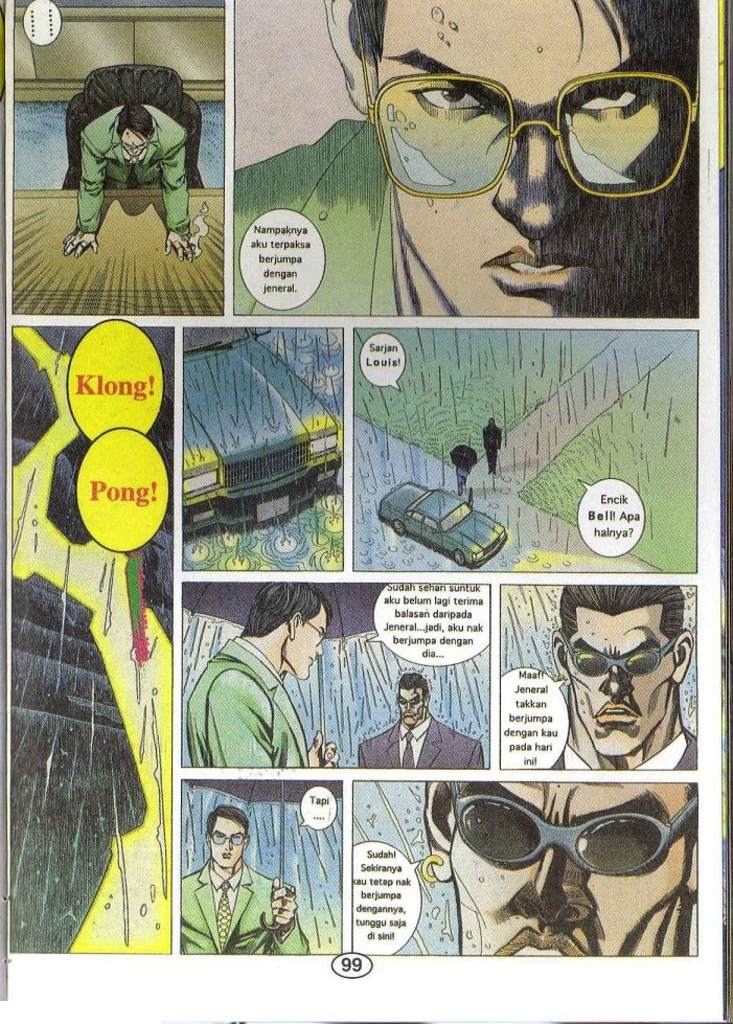 Nampaknya
aku terpaksa
berjumpa
dengan
jeneral.
Klong!
Pong!
Sarjan
Louis!
Encik
Bell! Apa
halnya?
Sudah sehari suntuk
aku belum lagi terima
balasan daripada
Jeneral...jadi, aku nak
berjumpa dengan
dia...
Maaf!
Jeneral
takkan
berjumpa
dengan kau
pada hari
ini!
Tapi
....
Sudah!
Sekiranya
kau tetap nak
berjumpa
dengannya,
tunggu saja
di sini!
99